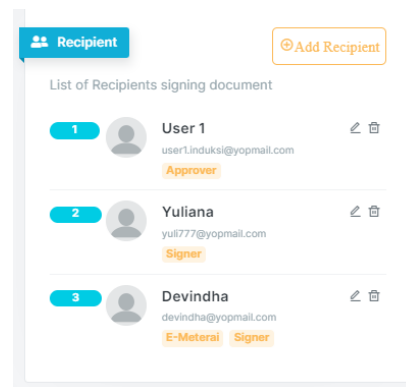 Recipient
Add Recipient
List of Recipients signing document
1
User 1
user1.induksi@yopmail.com
Approver
2
Yuliana
yuli777@yopmail.com
Signer
3
Devindha
devindha@yopmail.com
E-Meterai Signer